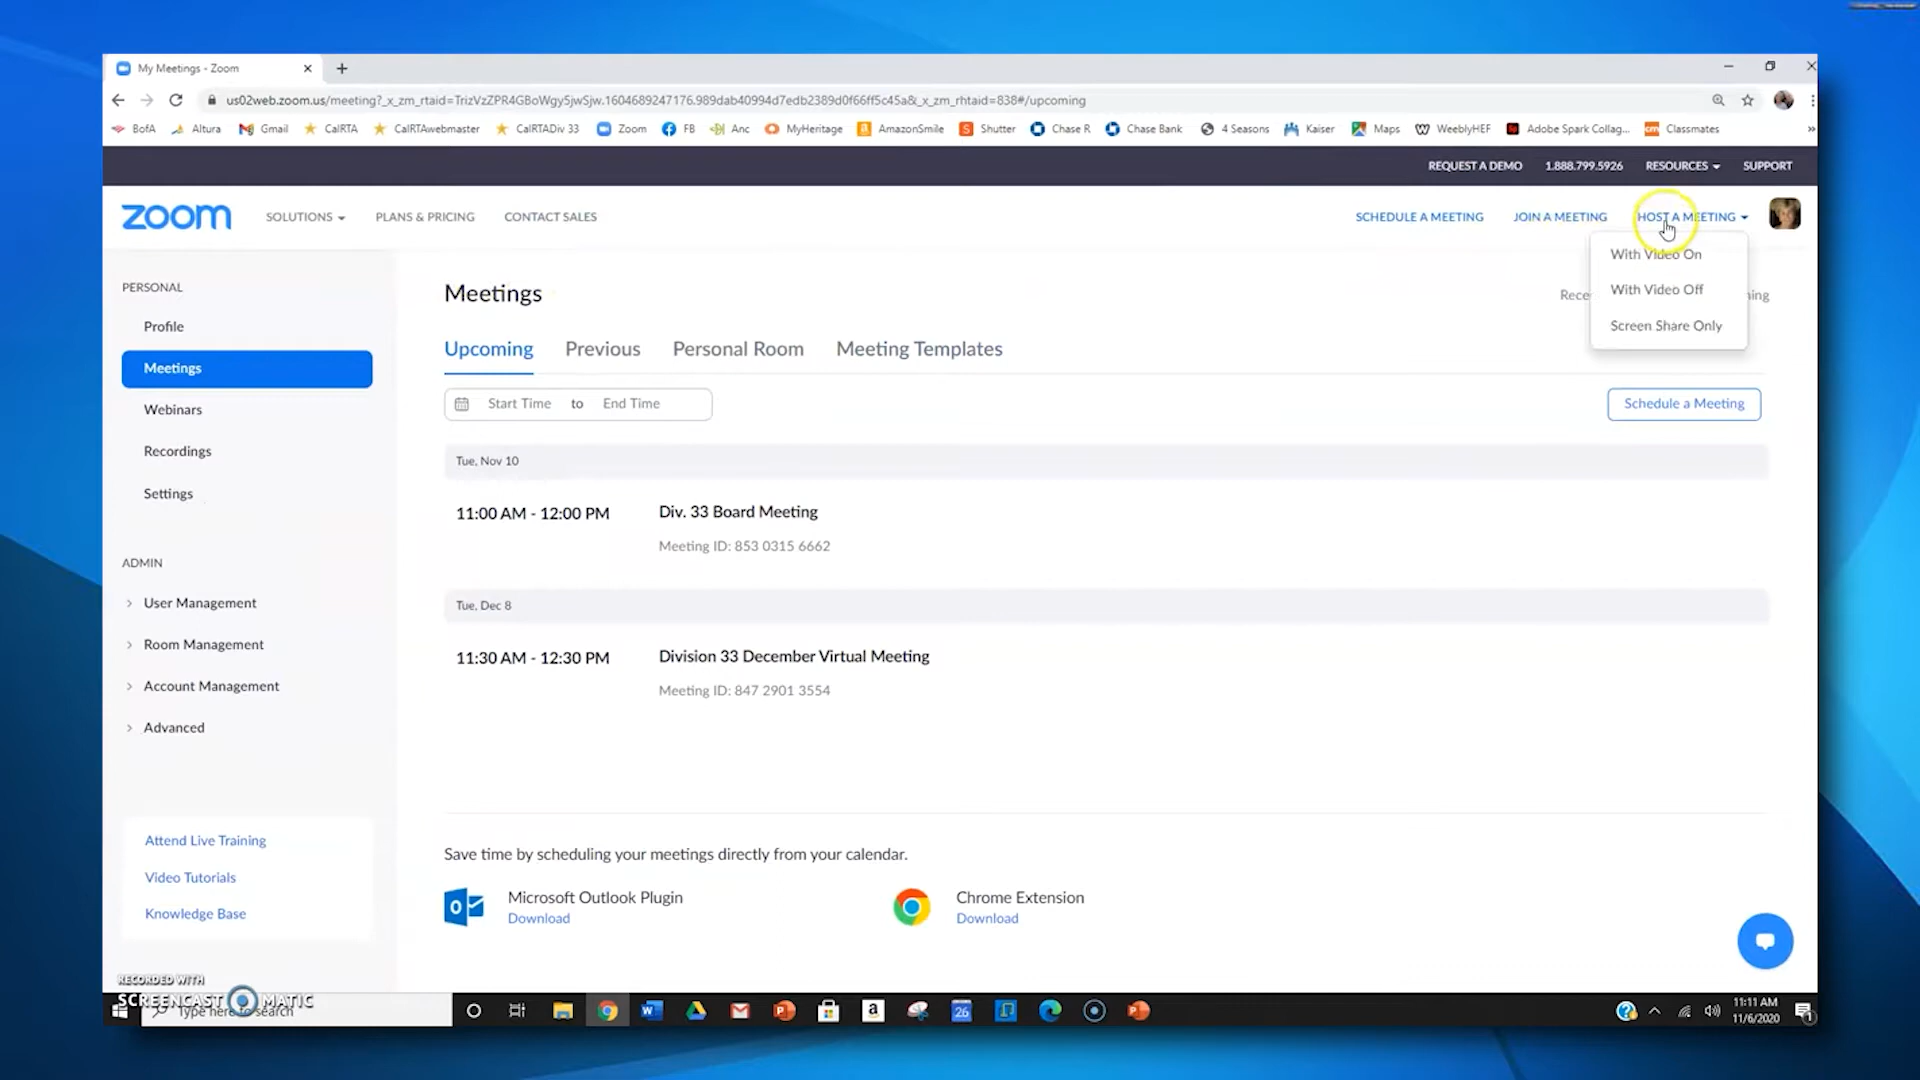 My Meetings - Zoom
us02web.zoom.us/meeting?_x_zm_rtaid=TrizVzZPR4GBoWgy5jwSjw.1604689247176.989dab40994d7edb2389d0f66ff5c45a&_x_zm_rhtaid=838#/upcoming
BofA Altura Gmail CalRTA CalRTAwebmaster CalRTADiv 33 Zoom FB Anc MyHeritage AmazonSmile Shutter Chase R Chase Bank 4 Seasons Kaiser Maps WeeblyHEF Adobe Spark Collag... Classmates
REQUEST A DEMO 1.888.799.5926 RESOURCES SUPPORT
zoom SOLUTIONS PLANS & PRICING CONTACT SALES SCHEDULE A MEETING JOIN A MEETING HOST A MEETING
With Video On
With Video Off
Screen Share Only
PERSONAL
Profile
Meetings
Webinars
Recordings
Settings
ADMIN
User Management
Room Management
Account Management
Advanced
Attend Live Training
Video Tutorials
Knowledge Base
Meetings
Upcoming Previous Personal Room Meeting Templates
Start Time to End Time
Schedule a Meeting
Tue, Nov 10
11:00 AM - 12:00 PM Div. 33 Board Meeting
Meeting ID: 853 0315 6662
Tue, Dec 8
11:30 AM - 12:30 PM Division 33 December Virtual Meeting
Meeting ID: 847 2901 3554
Save time by scheduling your meetings directly from your calendar.
Microsoft Outlook Plugin Chrome Extension
Download Download
RECORDED WITH
SCREENCAST MATIC
Type here to search
26
11:11 AM
11/6/2020